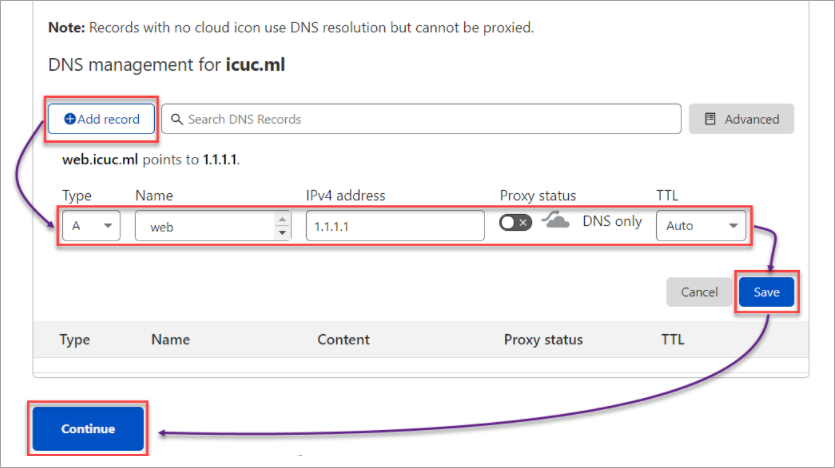 Note: Records with no cloud icon use DNS resolution but cannot be proxied.
DNS management for icuc.ml
Add record
Search DNS Records
Advanced
web.icuc.ml points to 1.1.1.1.
Type Name IPv4 address Proxy status TTL
A web 1.1.1.1 DNS only Auto
Cancel Save
Type Name Content Proxy status TTL
Continue